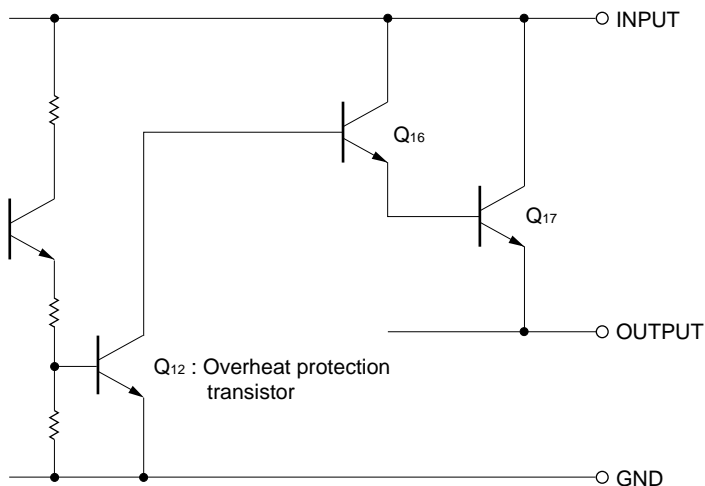 INPUT
Q16
Q17
OUTPUT
Q12 : Overheat protection
transistor
GND